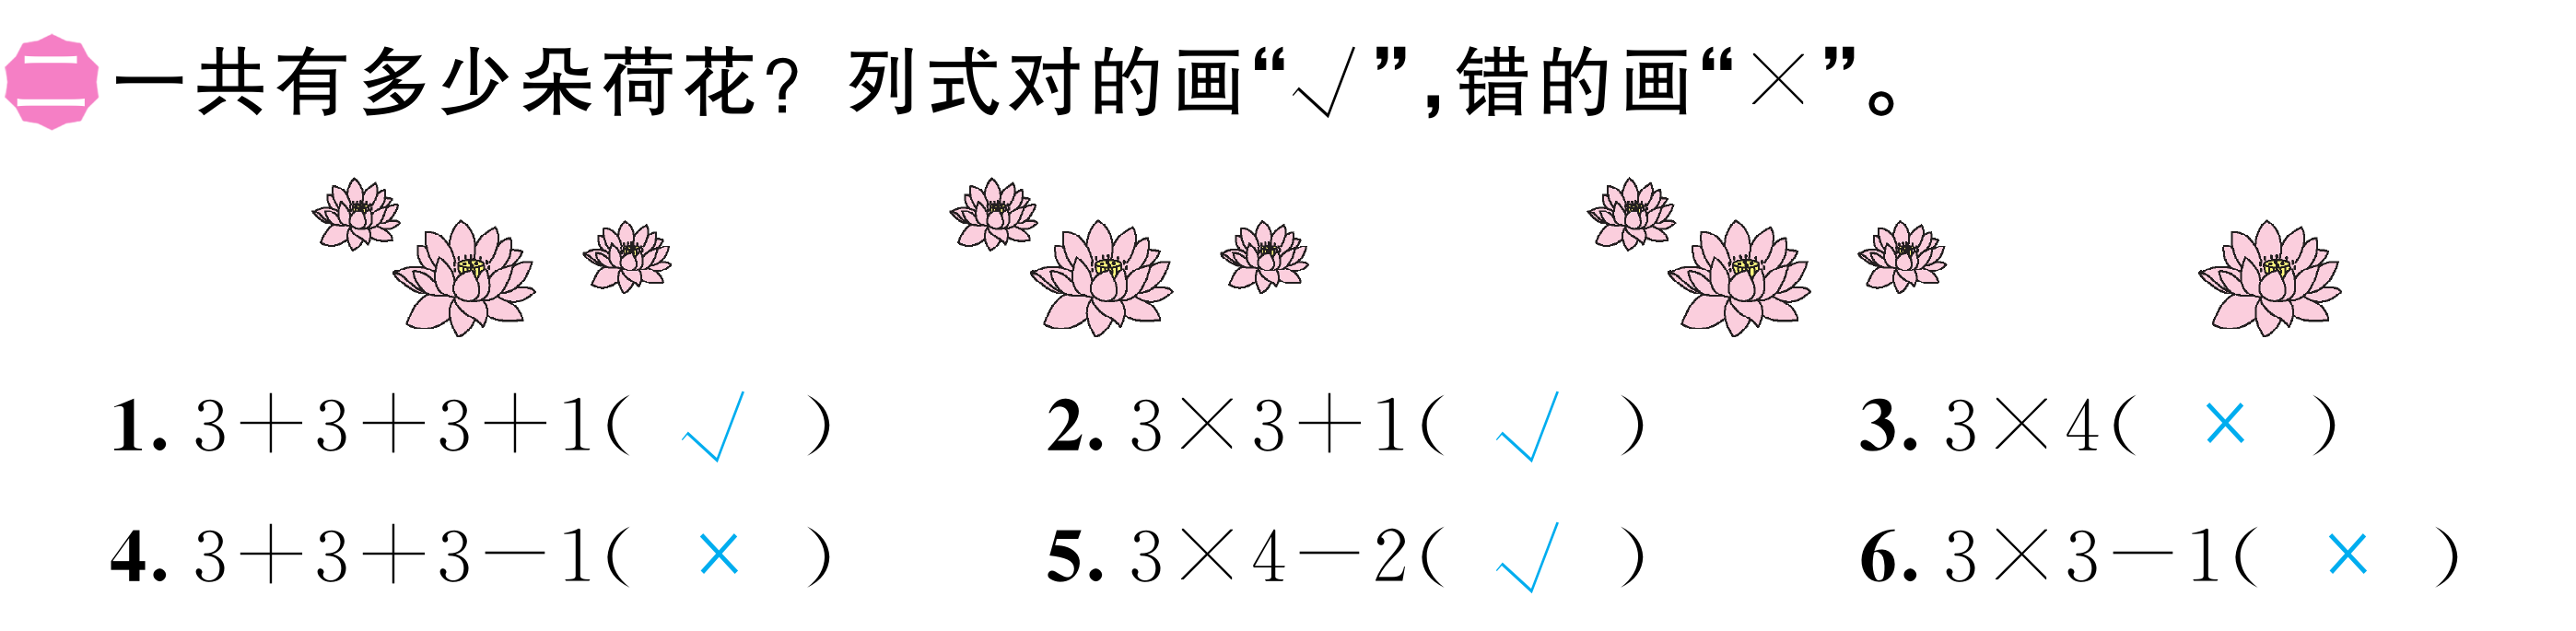 二 一共有多少朵荷花? 列式对的画“√”,错的画“×”。
1. 3+3+3+1( √ ) 2. 3×3+1( √ ) 3. 3×4( × )
4. 3+3+3-1( × ) 5. 3×4-2( √ ) 6. 3×3-1( × )